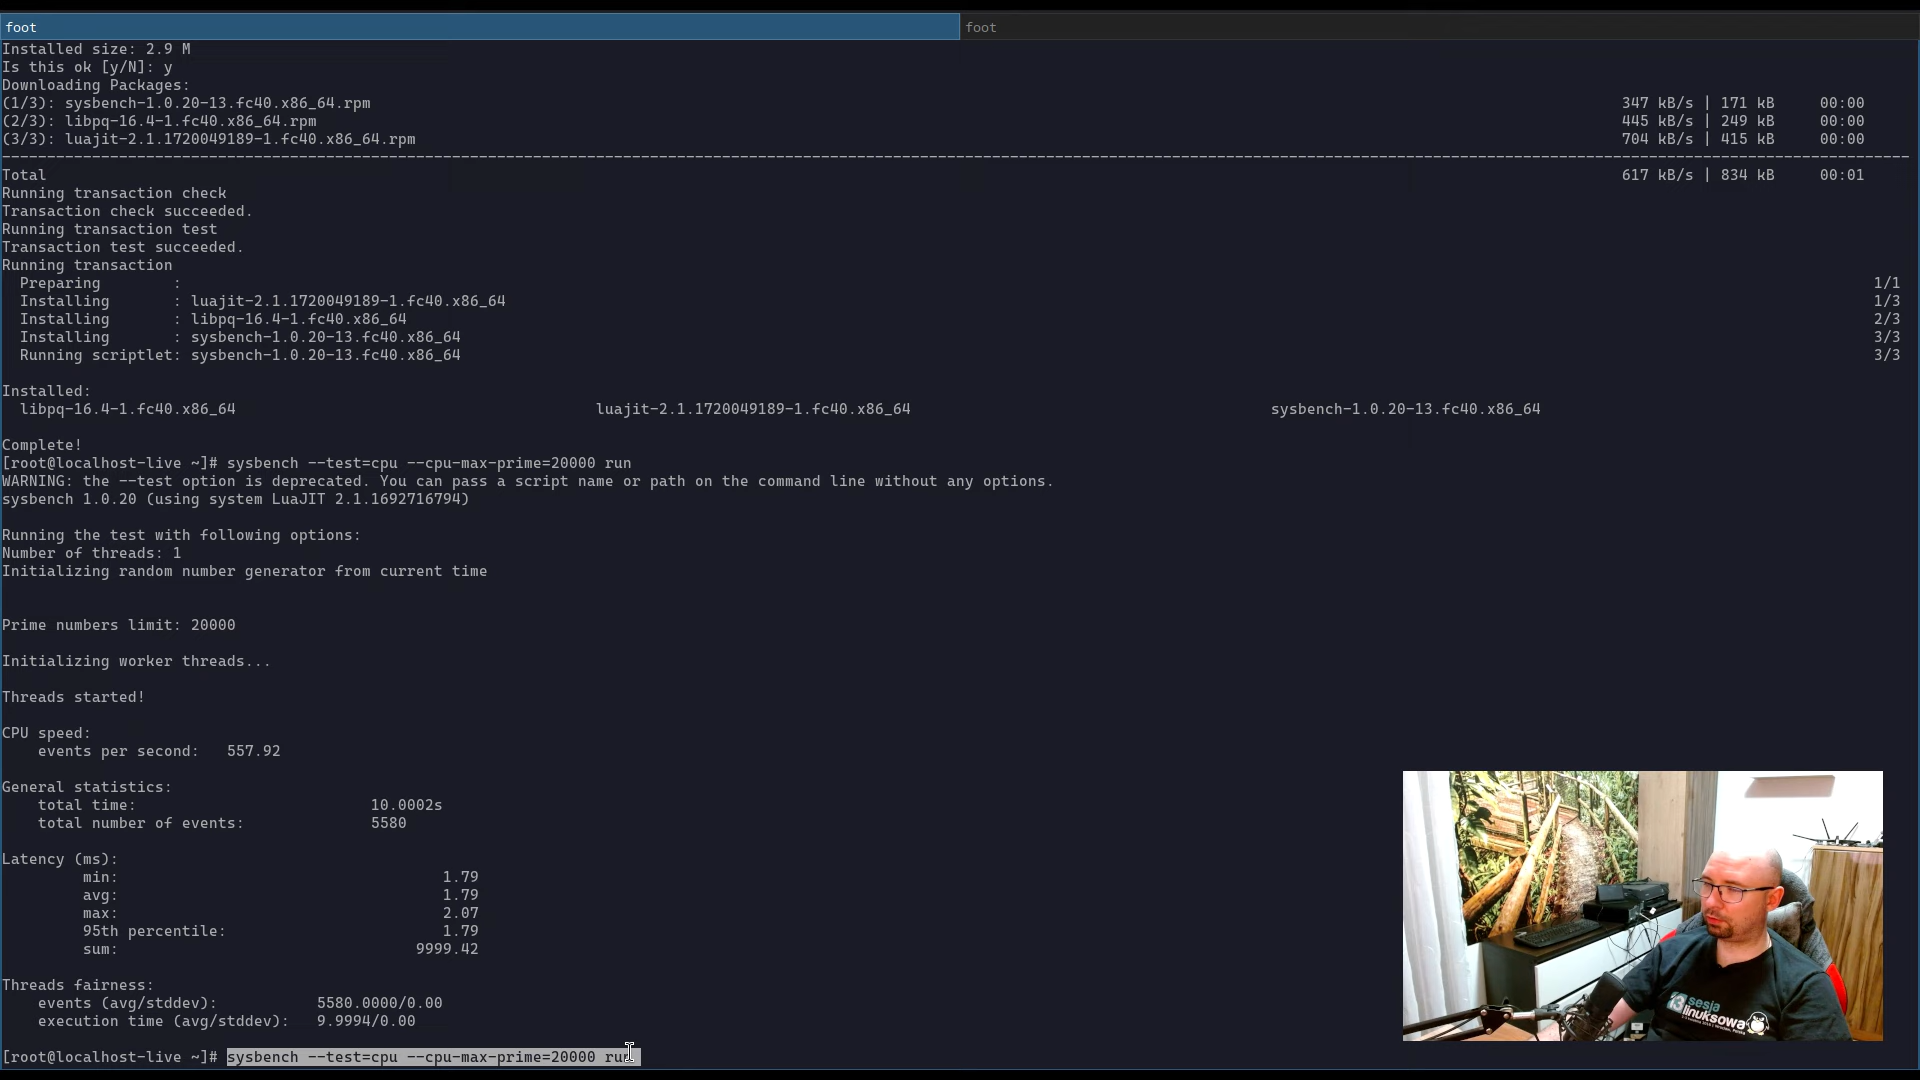 foot
foot
Installed size: 2.9 M
Is this ok [y/N]: y
Downloading Packages:
(1/3): sysbench-1.0.20-13.fc40.x86_64.rpm 347 kB/s | 171 kB 00:00
(2/3): libpq-16.4-1.fc40.x86_64.rpm 445 kB/s | 249 kB 00:00
(3/3): luajit-2.1.1720049189-1.fc40.x86_64.rpm 704 kB/s | 415 kB 00:00
Total 617 kB/s | 834 kB 00:01
Running transaction check
Transaction check succeeded.
Running transaction test
Transaction test succeeded.
Running transaction
Preparing : 1/1
Installing : luajit-2.1.1720049189-1.fc40.x86_64 1/3
Installing : libpq-16.4-1.fc40.x86_64 2/3
Installing : sysbench-1.0.20-13.fc40.x86_64 3/3
Running scriptlet: sysbench-1.0.20-13.fc40.x86_64 3/3
Installed:
libpq-16.4-1.fc40.x86_64 luajit-2.1.1720049189-1.fc40.x86_64 sysbench-1.0.20-13.fc40.x86_64
Complete!
[root@localhost-live ~]# sysbench --test=cpu --cpu-max-prime=20000 run
WARNING: the --test option is deprecated. You can pass a script name or path on the command line without any options.
sysbench 1.0.20 (using system LuaJIT 2.1.1692716794)
Running the test with following options:
Number of threads: 1
Initializing random number generator from current time
Prime numbers limit: 20000
Initializing worker threads...
Threads started!
CPU speed:
events per second: 557.92
General statistics:
total time: 10.0002s
total number of events: 5580
Latency (ms):
min: 1.79
avg: 1.79
max: 2.07
95th percentile: 1.79
sum: 9999.42
Threads fairness:
events (avg/stddev): 5580.0000/0.00
execution time (avg/stddev): 9.9994/0.00
[root@localhost-live ~]# sysbench --test=cpu --cpu-max-prime=20000 run
13 sesja
linuksowa